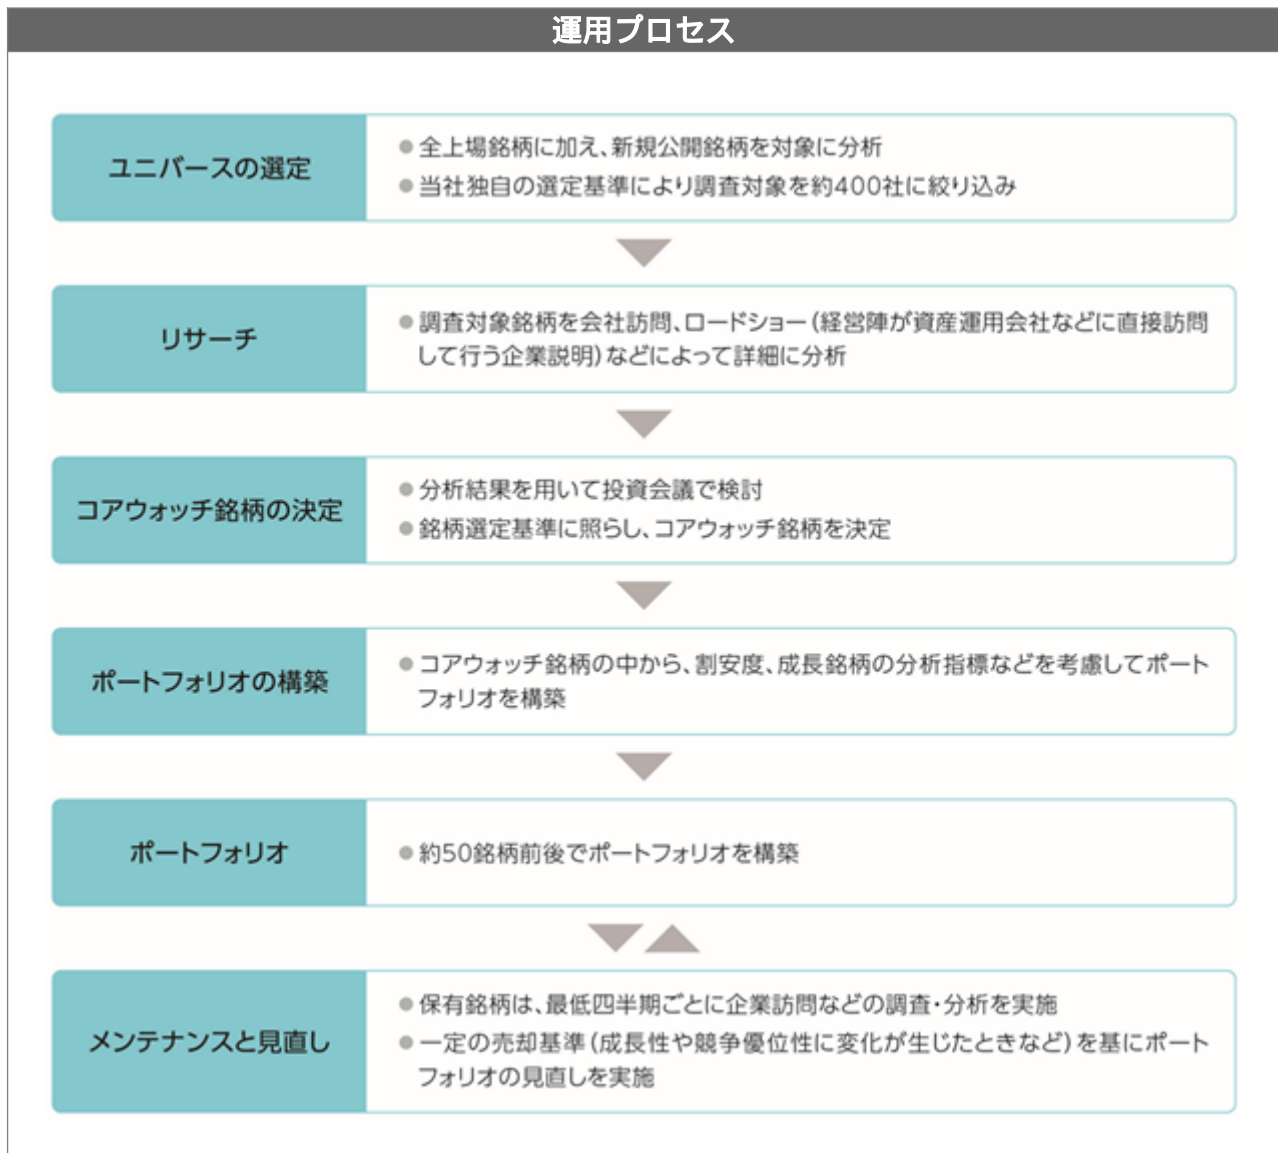 運用プロセス
ユニバースの選定
●全上場銘柄に加え、新規公開銘柄を対象に分析
●当社独自の選定基準により調査対象を約400社に絞り込み
リサーチ
●調査対象銘柄を会社訪問、ロードショー(経営陣が資産運用会社などに直接訪問
して行う企業説明)などによって詳細に分析
コアウォッチ銘柄の決定
●分析結果を用いて投資会議で検討
●銘柄選定基準に照らし、コアウォッチ銘柄を決定
ポートフォリオの構築
●コアウォッチ銘柄の中から、割安度、成長銘柄の分析指標などを考慮してポート
フォリオを構築
ポートフォリオ
●約50銘柄前後でポートフォリオを構築
メンテナンスと見直し
●保有銘柄は、最低四半期ごとに企業訪問などの調査・分析を実施
●一定の売却基準(成長性や競争優位性に変化が生じたときなど)を基にポート
フォリオの見直しを実施